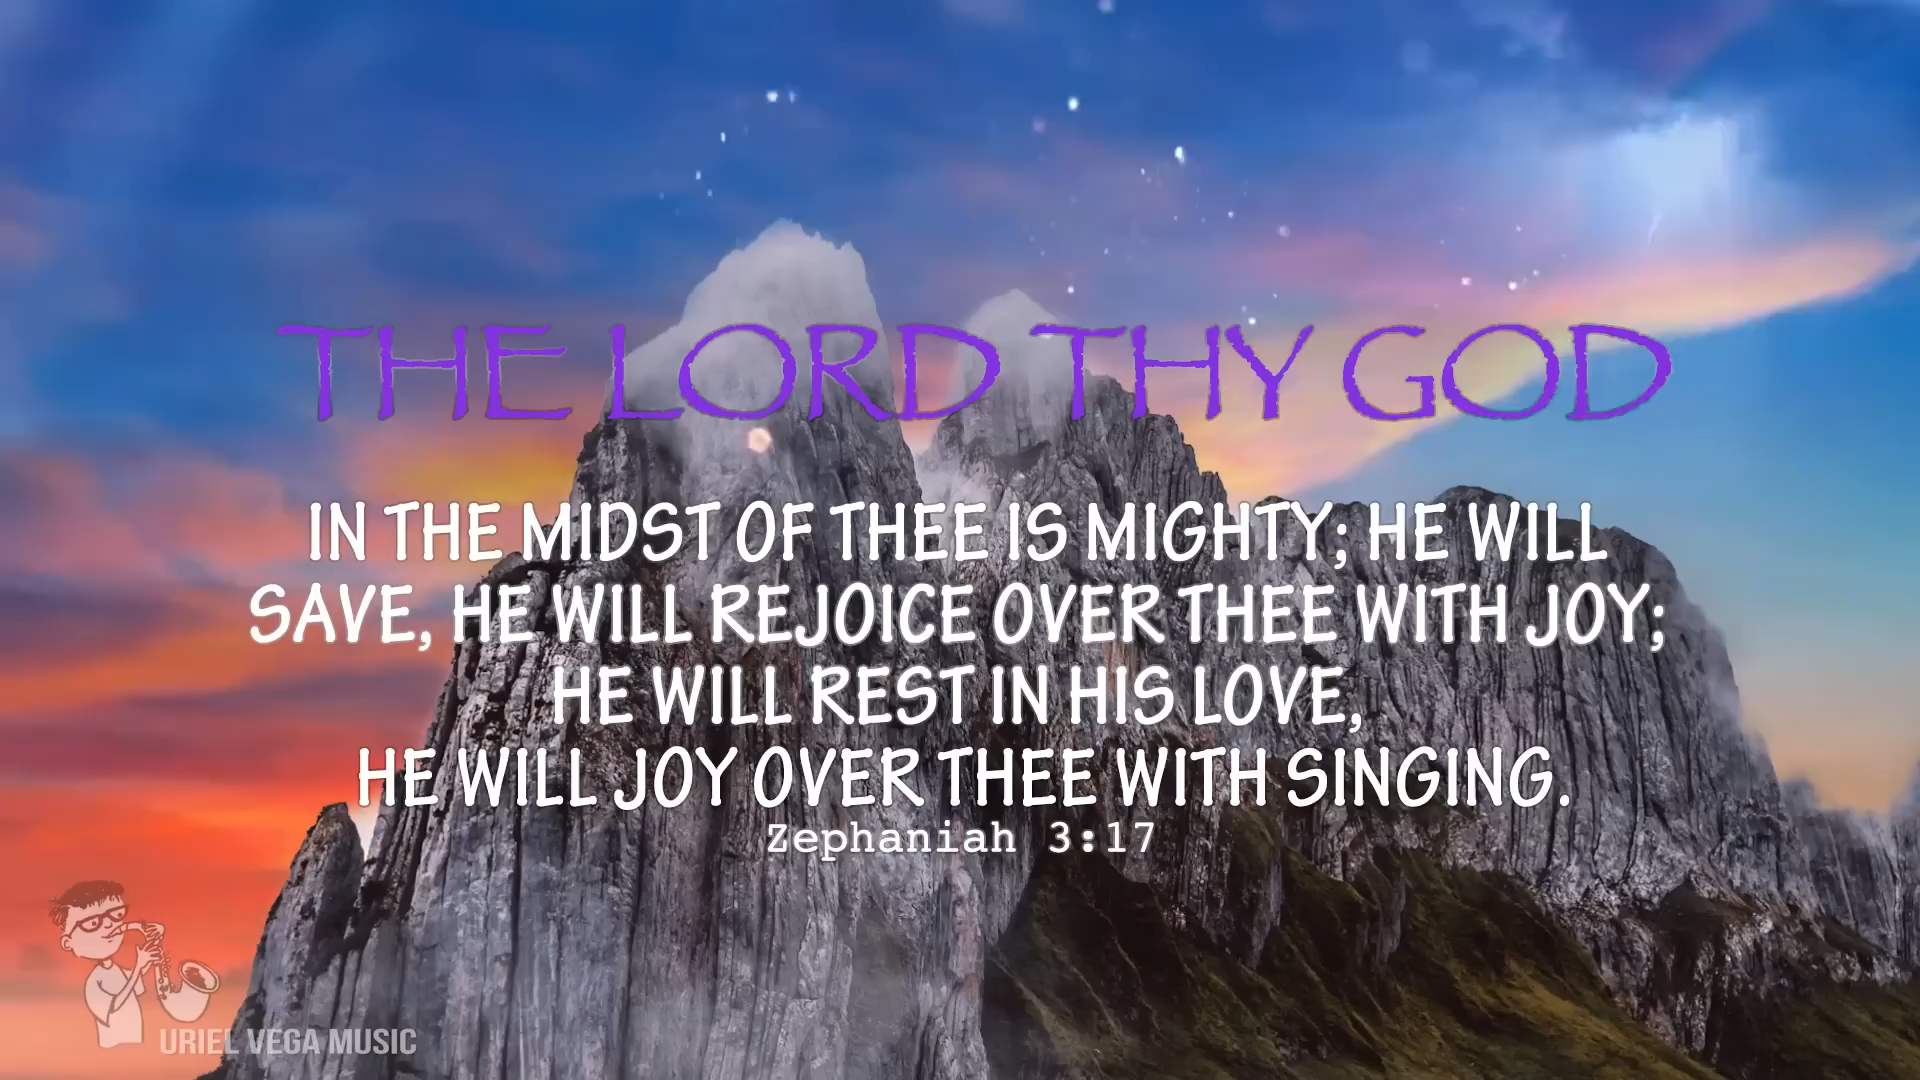 THE LORD THY GOD
IN THE MIDST OF THEE IS MIGHTY; HE WILL
SAVE, HE WILL REJOICE OVER THEE WITH JOY;
HE WILL REST IN HIS LOVE,
HE WILL JOY OVER THEE WITH SINGING.
Zephaniah 3:17
URIEL VEGA MUSIC